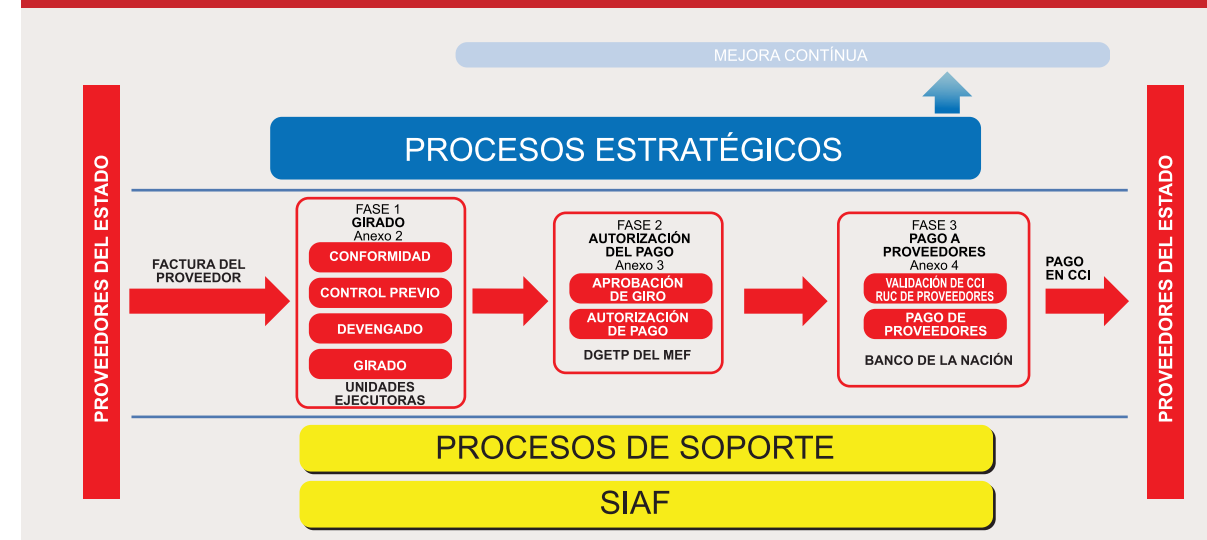 MEJORA CONTÍNUA
PROCESOS ESTRATÉGICOS
PROVEEDORES DEL ESTADO
FACTURA DEL
PROVEEDOR
FASE 1
GIRADO
Anexo 2
CONFORMIDAD
CONTROL PREVIO
DEVENGADO
GIRADO
UNIDADES
EJECUTORAS
FASE 2
AUTORIZACIÓN
DEL PAGO
Anexo 3
APROBACIÓN
DE GIRO
AUTORIZACIÓN
DE PAGO
DGETP DEL MEF
FASE 3
PAGO A
PROVEEDORES
Anexo 4
VALIDACIÓN DE CCI
RUC DE PROVEEDORES
PAGO DE
PROVEEDORES
BANCO DE LA NACIÓN
PAGO
EN CCI
PROVEEDORES DEL ESTADO
PROCESOS DE SOPORTE
SIAF